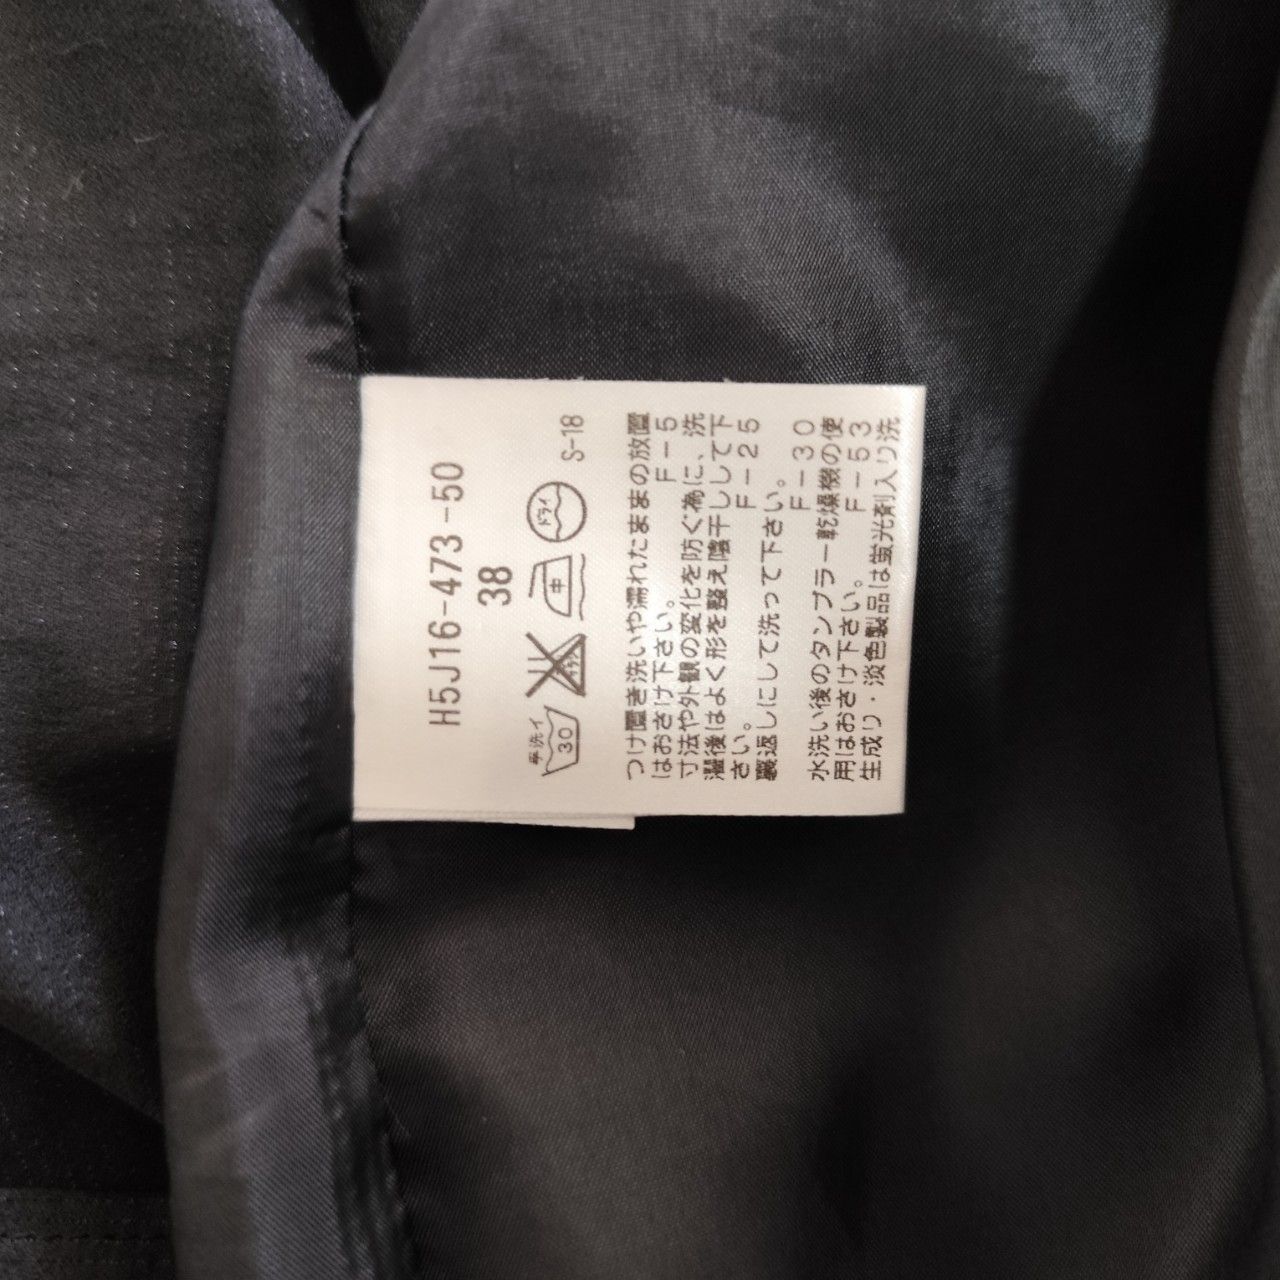 H5J16-473-50
38
手洗イ 30 中 ドライ
S-18
つけ置き洗いや濡れたままの放置
はおさけ下さい。 F-5
寸法や外観の変化を防ぐ為に、洗
濯後はよく形を整え陰干しして下
さい。 F-25
裏返しにして洗って下さい。
F-30
水洗い後のタンブラー乾燥機の使
用はおさけ下さい。 F-53
生成り・淡色製品は蛍光剤入り洗